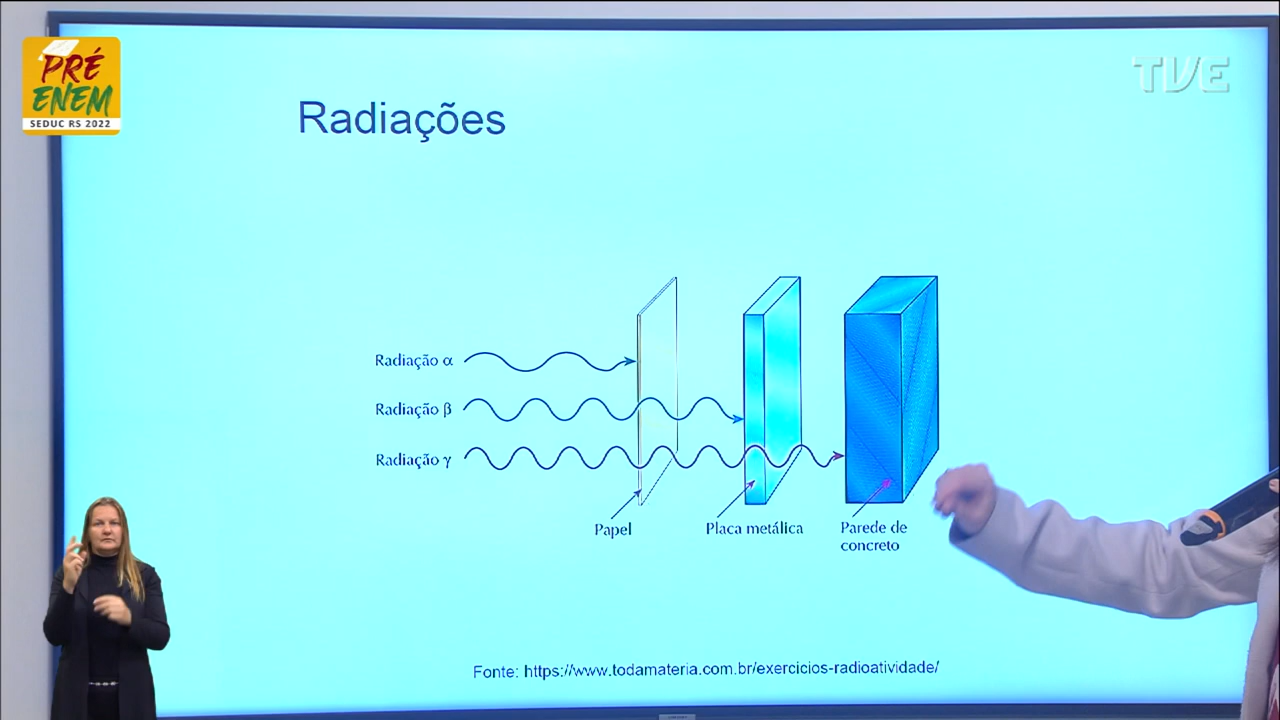 PRÉ
ENEM
SEDUC RS 2022
TVE
Radiações
Radiação α
Radiação β
Radiação γ
Papel
Placa metálica
Parede de
concreto
Fonte: https://www.todamateria.com.br/exercicios-radioatividade/